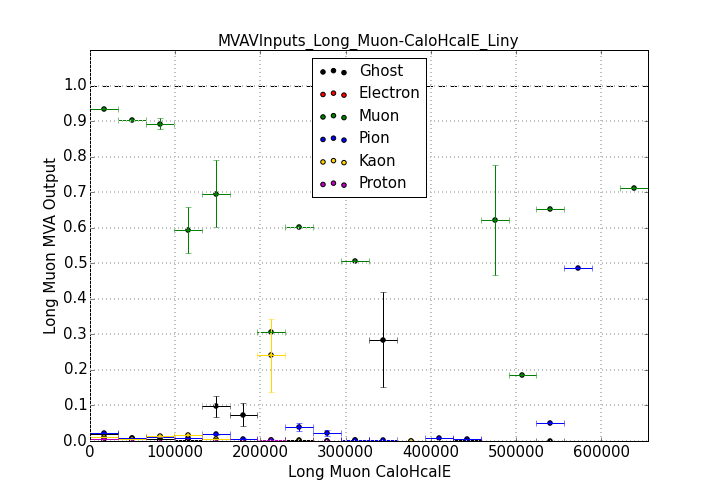 MVAVInputs_Long_Muon-CaloHcalE_Liny
Long Muon MVA Output
1.0
0.9
0.8
0.7
0.6
0.5
0.4
0.3
0.2
0.1
0.0
Ghost
Electron
Muon
Pion
Kaon
Proton
0 100000 200000 300000 400000 500000 600000
Long Muon CaloHcalE